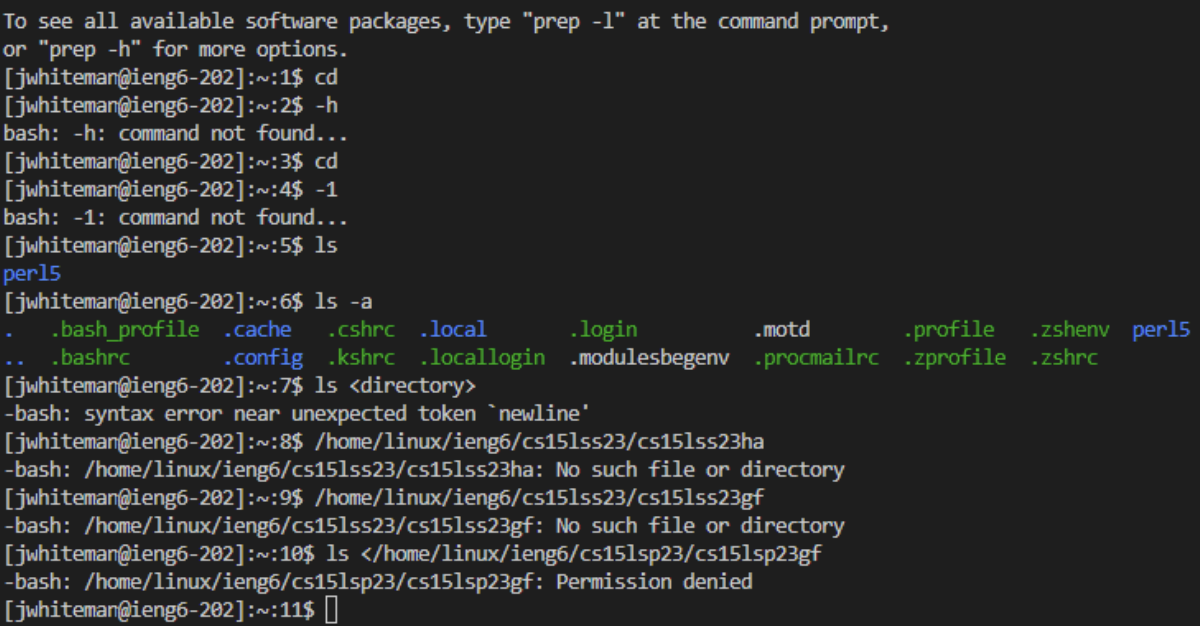 To see all available software packages, type "prep -l" at the command prompt,
or "prep -h" for more options.
[jwhiteman@ieng6-202]:~:1$ cd
[jwhiteman@ieng6-202]:~:2$ -h
bash: -h: command not found...
[jwhiteman@ieng6-202]:~:3$ cd
[jwhiteman@ieng6-202]:~:4$ -1
bash: -1: command not found...
[jwhiteman@ieng6-202]:~:5$ ls
perl5
[jwhiteman@ieng6-202]:~:6$ ls -a
. .bash_profile .cache .cshrc .local .login .motd .profile .zshenv perl5
.. .bashrc .config .kshrc .locallogin .modulesbegenv .procmailrc .zprofile .zshrc
[jwhiteman@ieng6-202]:~:7$ ls <directory>
-bash: syntax error near unexpected token `newline'
[jwhiteman@ieng6-202]:~:8$ /home/linux/ieng6/cs15lss23/cs15lss23ha
-bash: /home/linux/ieng6/cs15lss23/cs15lss23ha: No such file or directory
[jwhiteman@ieng6-202]:~:9$ /home/linux/ieng6/cs15lss23/cs15lss23gf
-bash: /home/linux/ieng6/cs15lss23/cs15lss23gf: No such file or directory
[jwhiteman@ieng6-202]:~:10$ ls </home/linux/ieng6/cs15lsp23/cs15lsp23gf
-bash: /home/linux/ieng6/cs15lsp23/cs15lsp23gf: Permission denied
[jwhiteman@ieng6-202]:~:11$